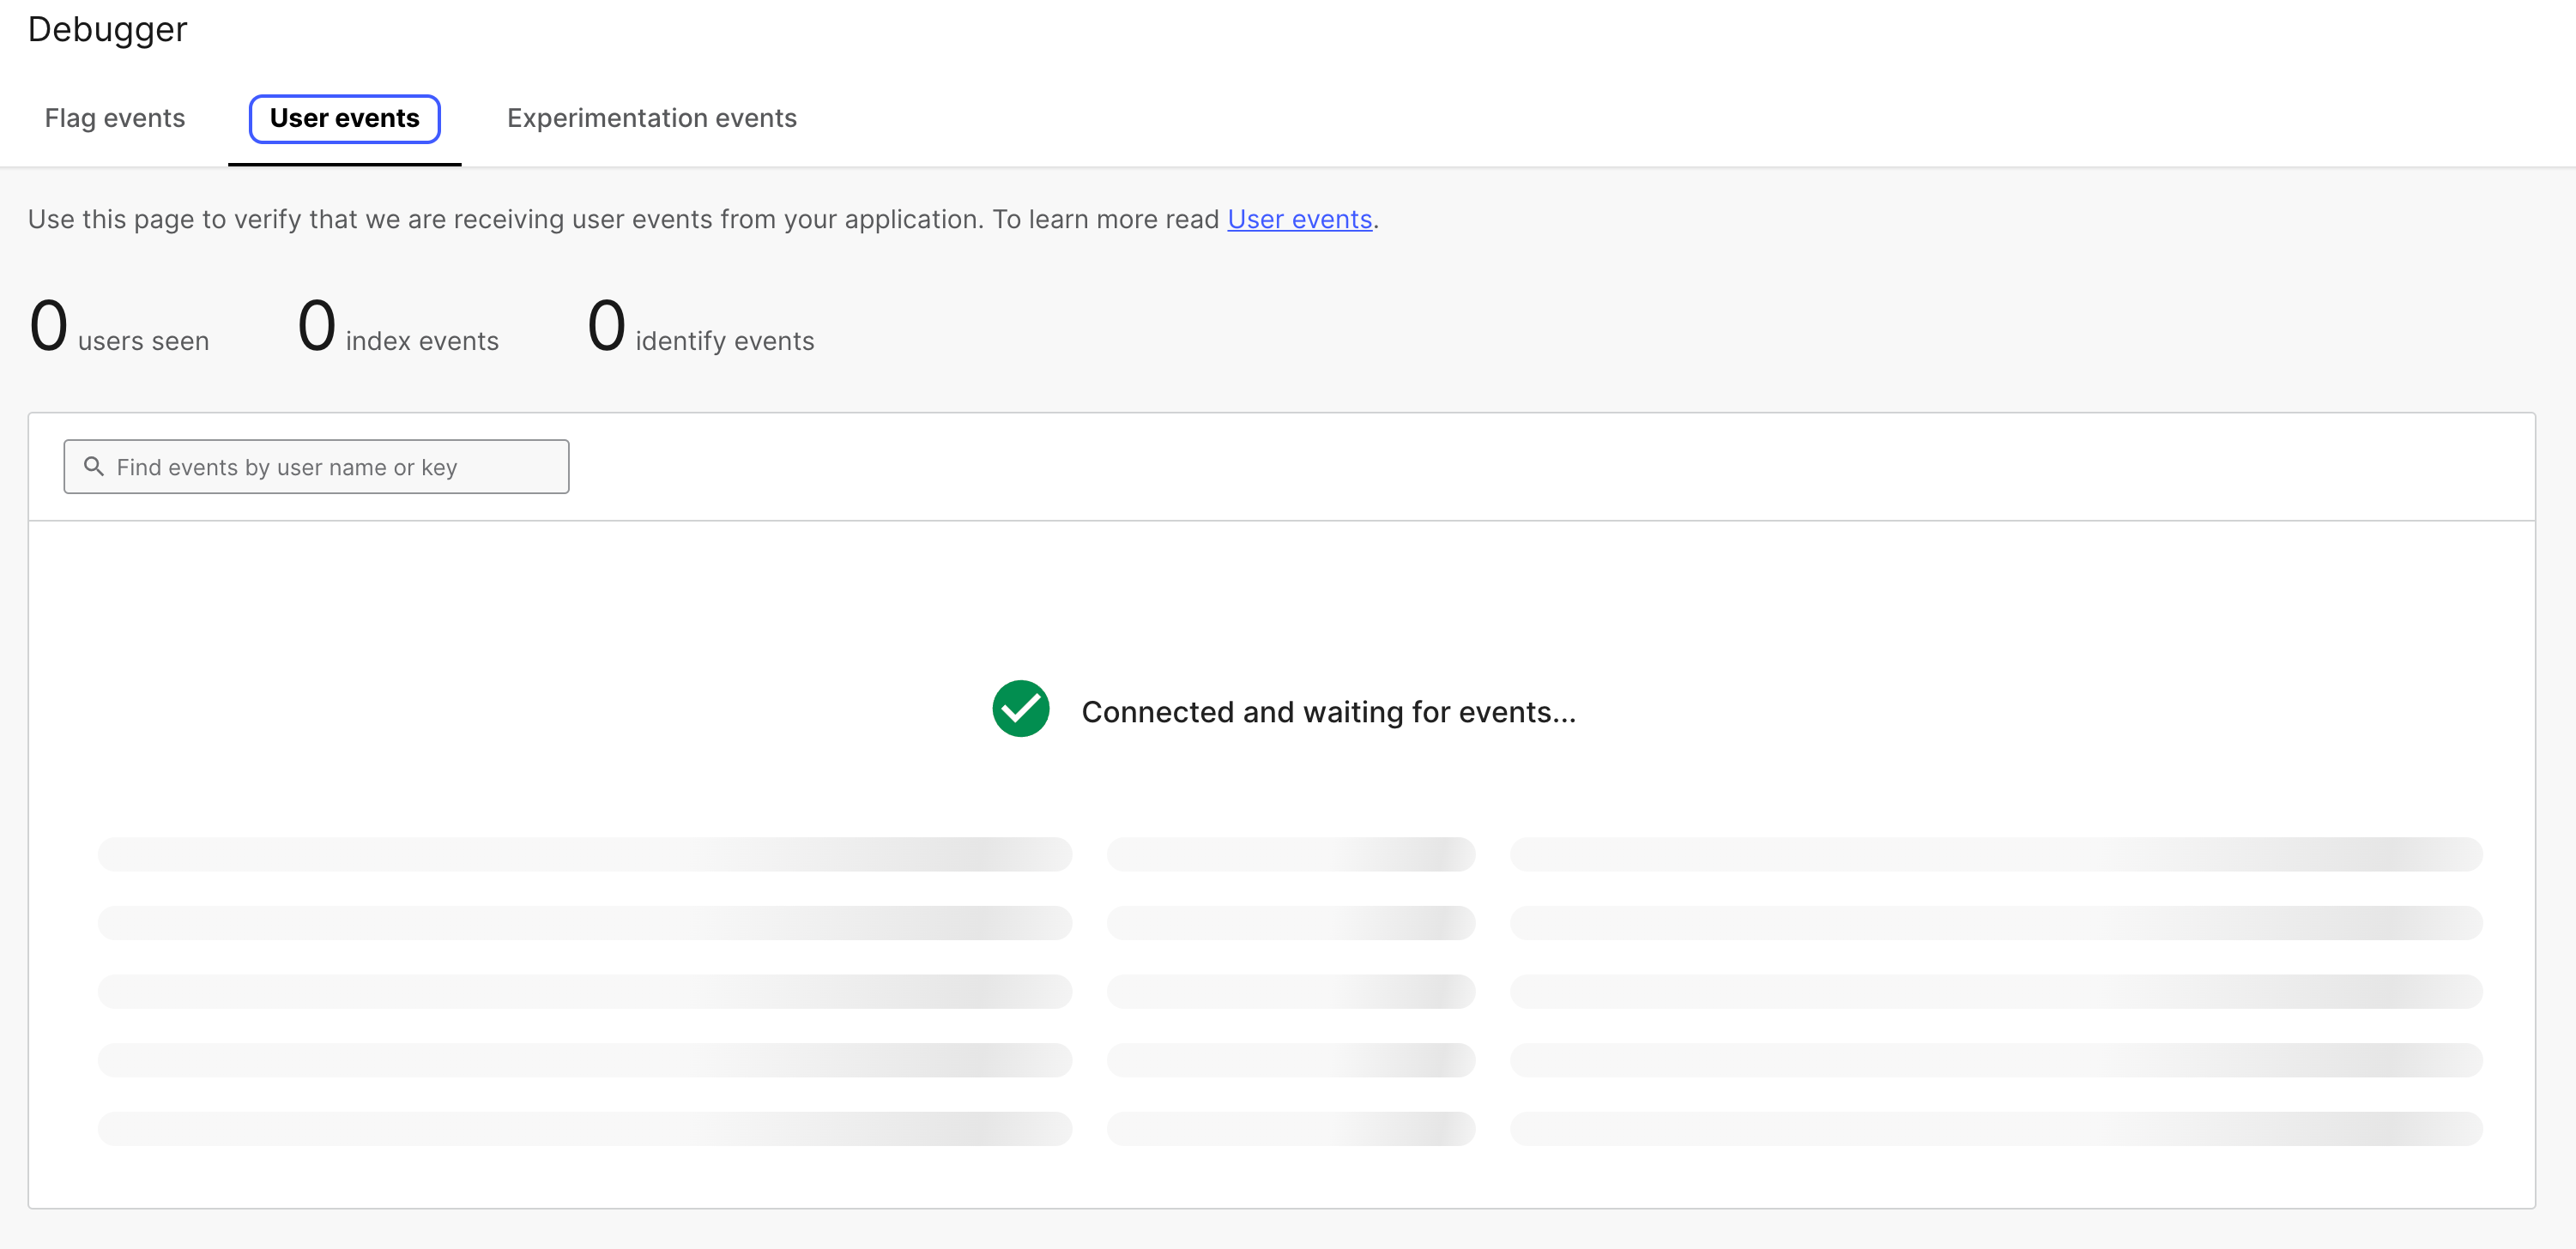 Debugger
Flag events
User events
Experimentation events
Use this page to verify that we are receiving user events from your application. To learn more read User events.
0 users seen
0 index events
0 identify events
Find events by user name or key
Connected and waiting for events...